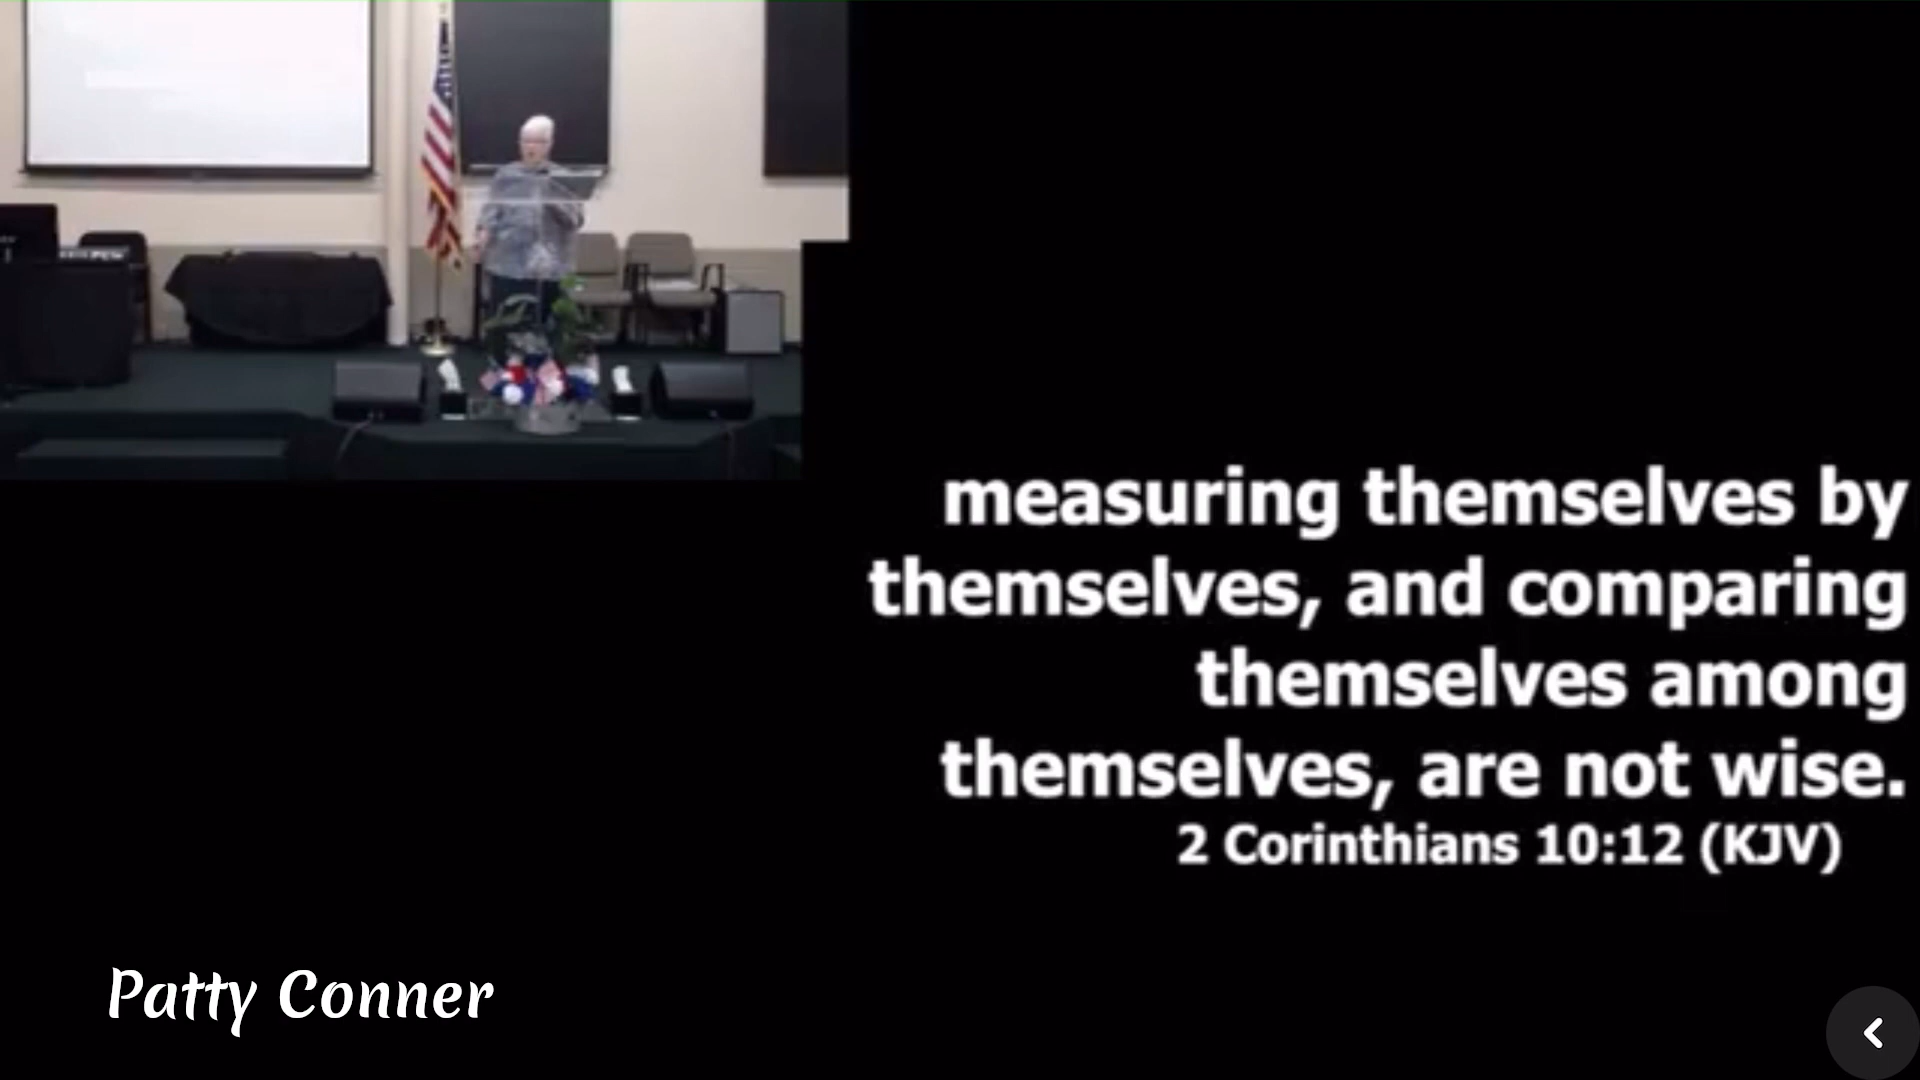 measuring themselves by
themselves, and comparing
themselves among
themselves, are not wise.
2 Corinthians 10:12 (KJV)
Patty Conner